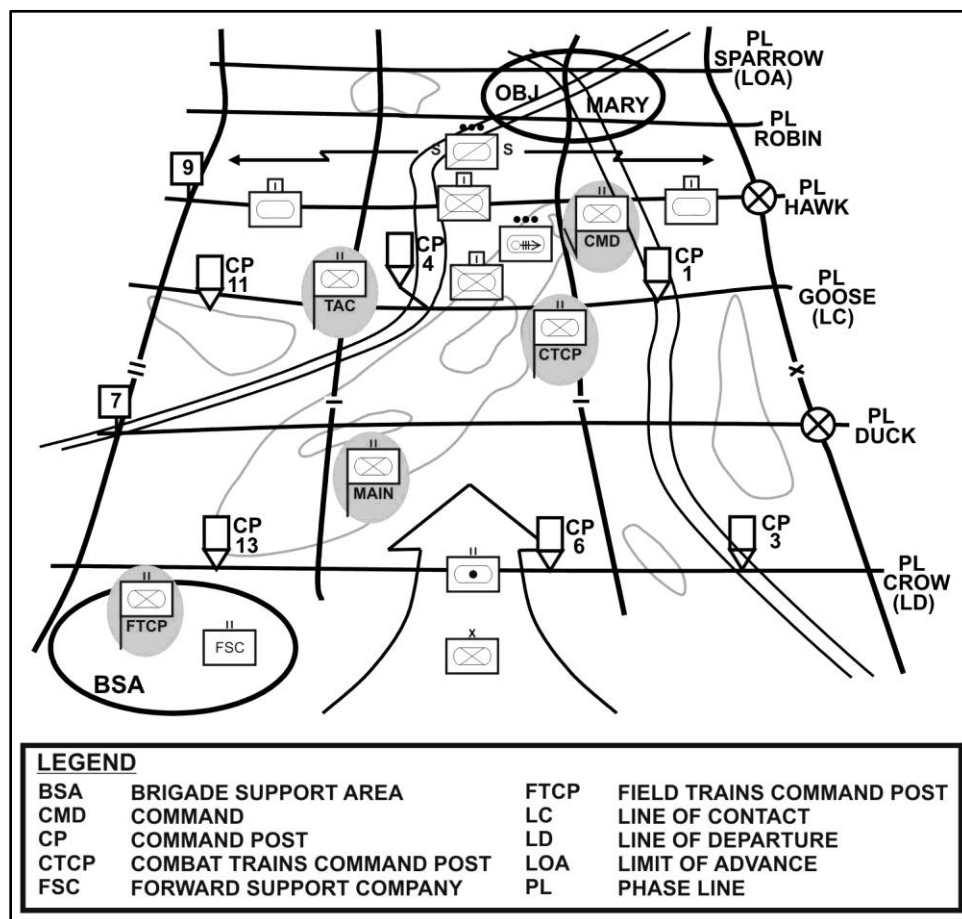 PL
SPARROW
(LOA)
OBJ
MARY
PL
ROBIN
S S
9
I
I
II
I
PL
HAWK
CMD
II
CP
4
CP
1
CP
11
I
TAC
PL
GOOSE
(LC)
II
CTCP
II
X
7
II
II
PL
DUCK
II
MAIN
CP
13
CP
6
CP
3
II
PL
CROW
(LD)
II
FTCP
II
FSC
X
BSA
LEGEND
BSA BRIGADE SUPPORT AREA
CMD COMMAND
CP COMMAND POST
CTCP COMBAT TRAINS COMMAND POST
FSC FORWARD SUPPORT COMPANY
FTCP FIELD TRAINS COMMAND POST
LC LINE OF CONTACT
LD LINE OF DEPARTURE
LOA LIMIT OF ADVANCE
PL PHASE LINE